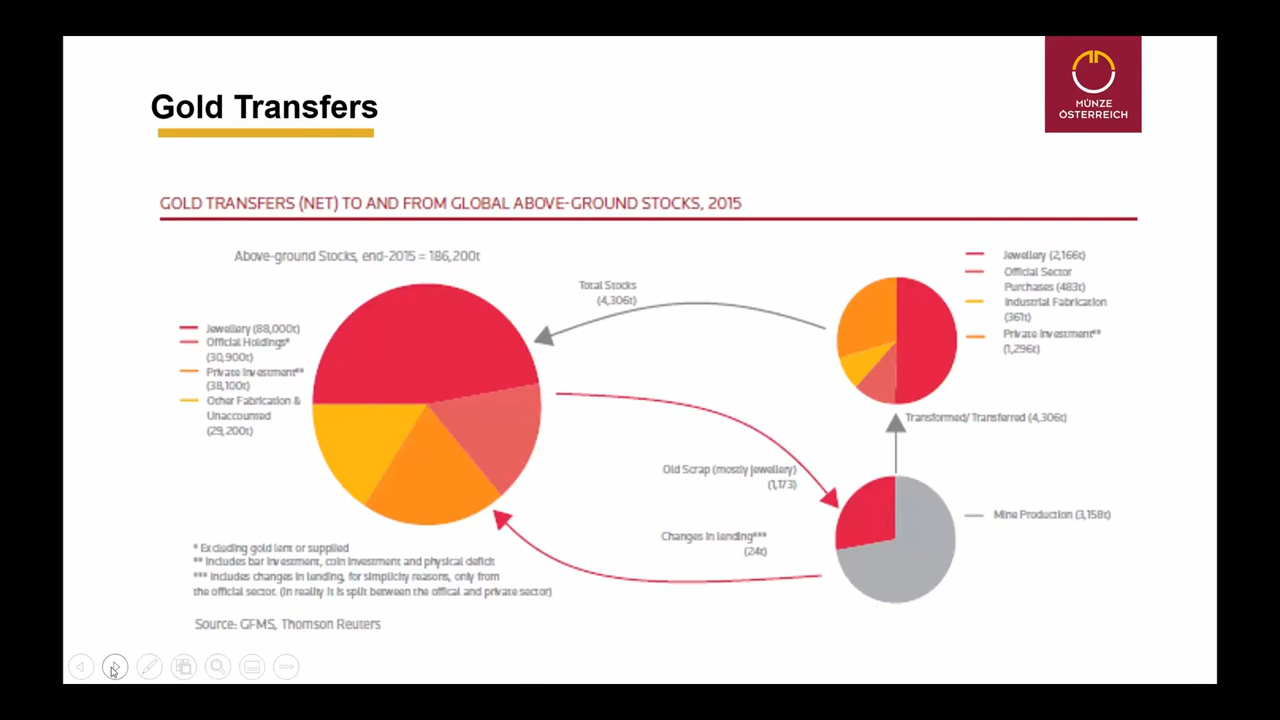 Gold Transfers
MÜNZE
ÖSTERREICH
GOLD TRANSFERS (NET) TO AND FROM GLOBAL ABOVE-GROUND STOCKS, 2015
Above-ground Stocks, end-2015 = 186,200t
Jewellery (88,000t)
Official Holdings*
(30,900t)
Private Investment**
(38,100t)
Other Fabrication &
Unaccounted
(29,200t)
Total Stocks
(4,306t)
Jewellery (2,166t)
Official Sector
Purchases (483t)
Industrial Fabrication
(361t)
Private Investment**
(1,296t)
Transformed/ Transferred (4,306t)
Old Scrap (mostly jewellery)
(1,173)
Changes in lending***
(24t)
Mine Production (3,158t)
* Excluding gold lent or supplied
** Includes bar investment, coin investment and physical deficit
*** Includes changes in lending, for simplicity reasons, only from
the official sector. (In reality it is split between the offical and private sector)
Source: GFMS, Thomson Reuters